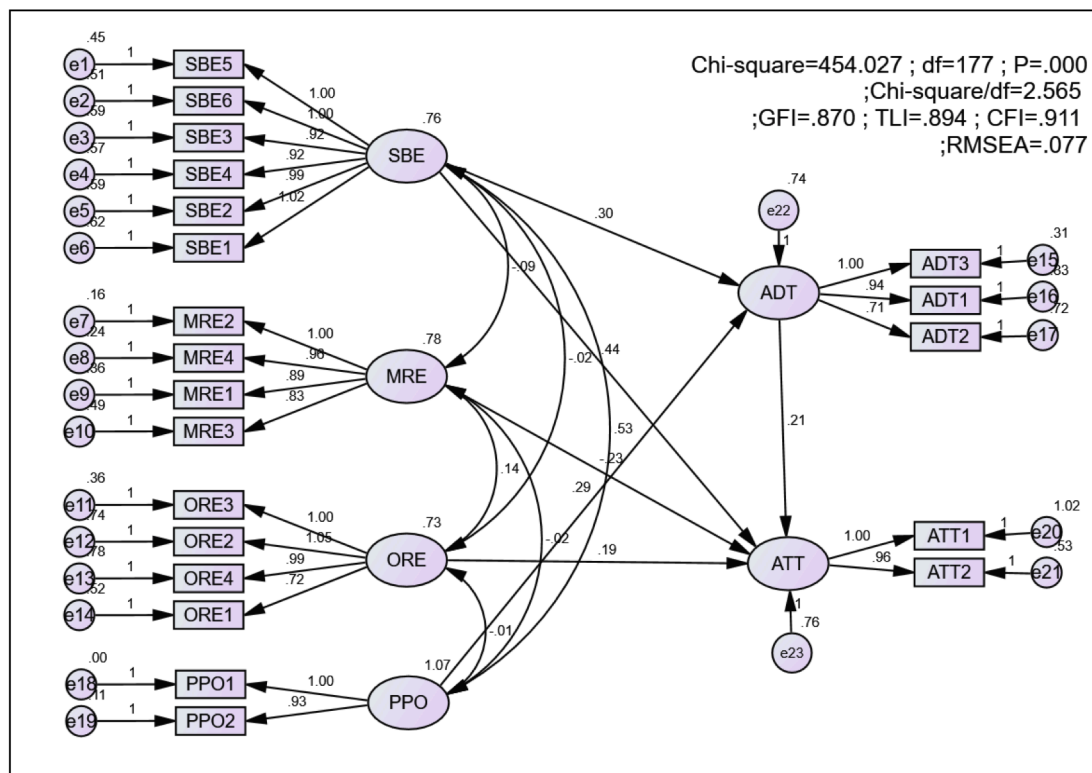 Chi-square=454.027 ; df=177 ; P=.000
;Chi-square/df=2.565
;GFI=.870 ; TLI=.894 ; CFI=.911
;RMSEA=.077
.45
e1 1 SBE5 1.00
.51
e2 1 SBE6 1.00
.59
e3 1 SBE3 .92
.57
e4 1 SBE4 .92
.59
e5 1 SBE2 .99
.62
e6 1 SBE1 1.02
.76
SBE
.16
e7 1 MRE2 1.00
.24
e8 1 MRE4 .96
.36
e9 1 MRE1 .89
.49
e10 1 MRE3 .83
.78
MRE
.36
e11 1 ORE3 1.00
.74
e12 1 ORE2 1.05
.78
e13 1 ORE4 .99
.52
e14 1 ORE1 .72
.73
ORE
.00
e18 1 PPO1 1.00
.11
e19 1 PPO2 .93
1.07
PPO
-.09
-.02
.53
.14
-.02
-.01
.30
.44
-.23
.29
.19
.21
.74
e22
1
ADT
.31
1.00 ADT3 1 e15
.83
.94 ADT1 1 e16
.72
.71 ADT2 1 e17
ATT
1.02
1.00 ATT1 1 e20
.53
.96 ATT2 1 e21
1
.76
e23